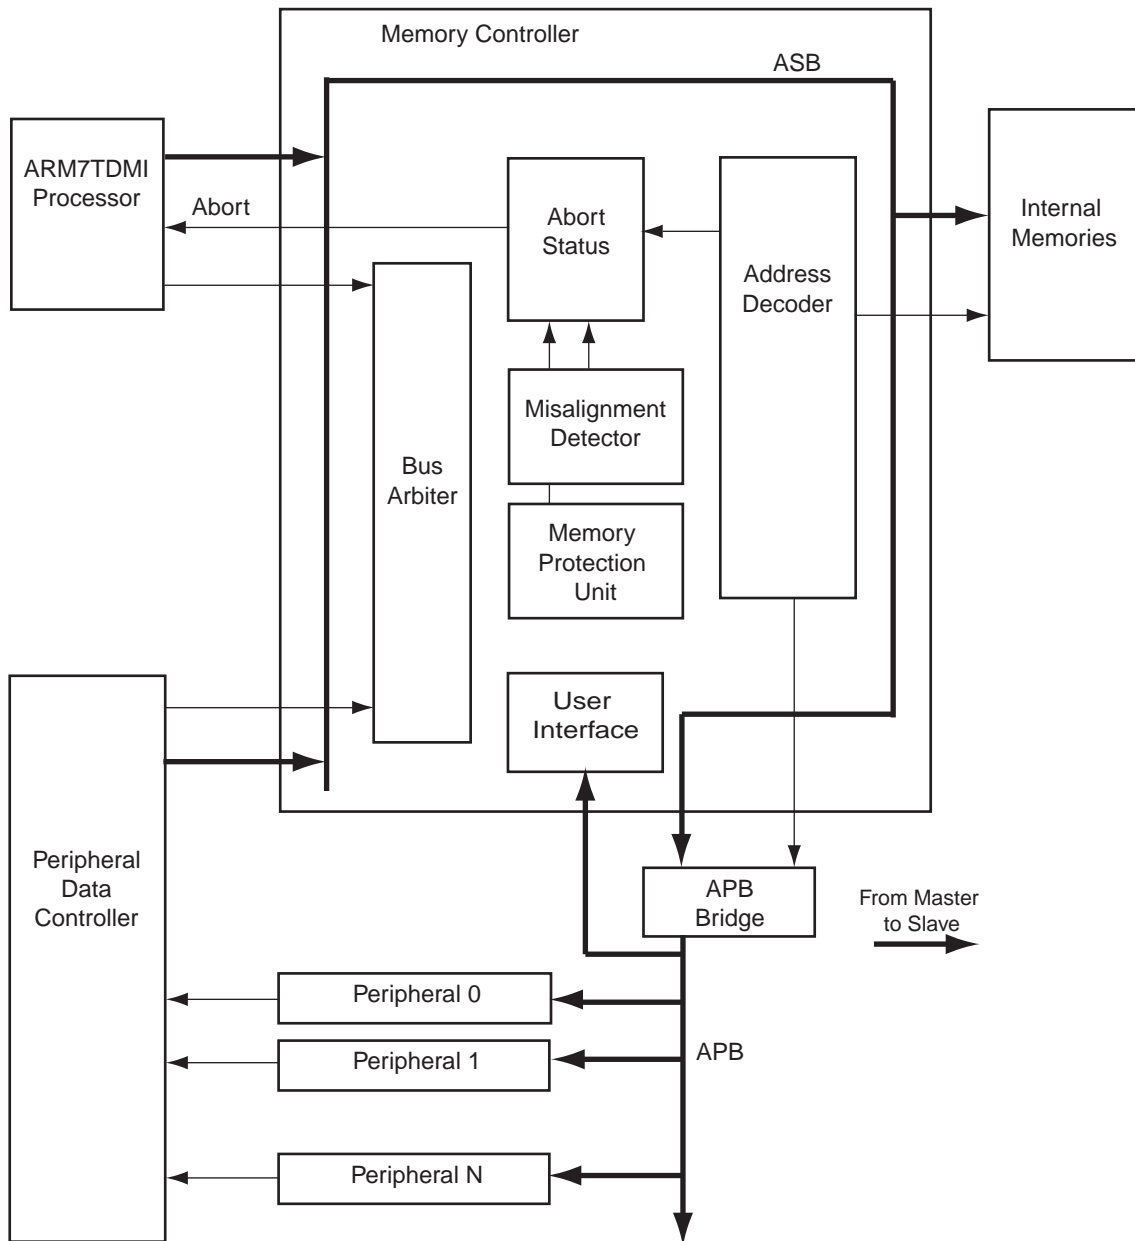 Memory Controller
ASB
ARM7TDMI
Processor
Abort
Abort
Status
Internal
Memories
Address
Decoder
Misalignment
Detector
Bus
Arbiter
Memory
Protection
Unit
User
Interface
Peripheral
Data
Controller
APB
Bridge
From Master
to Slave
Peripheral 0
Peripheral 1
APB
Peripheral N